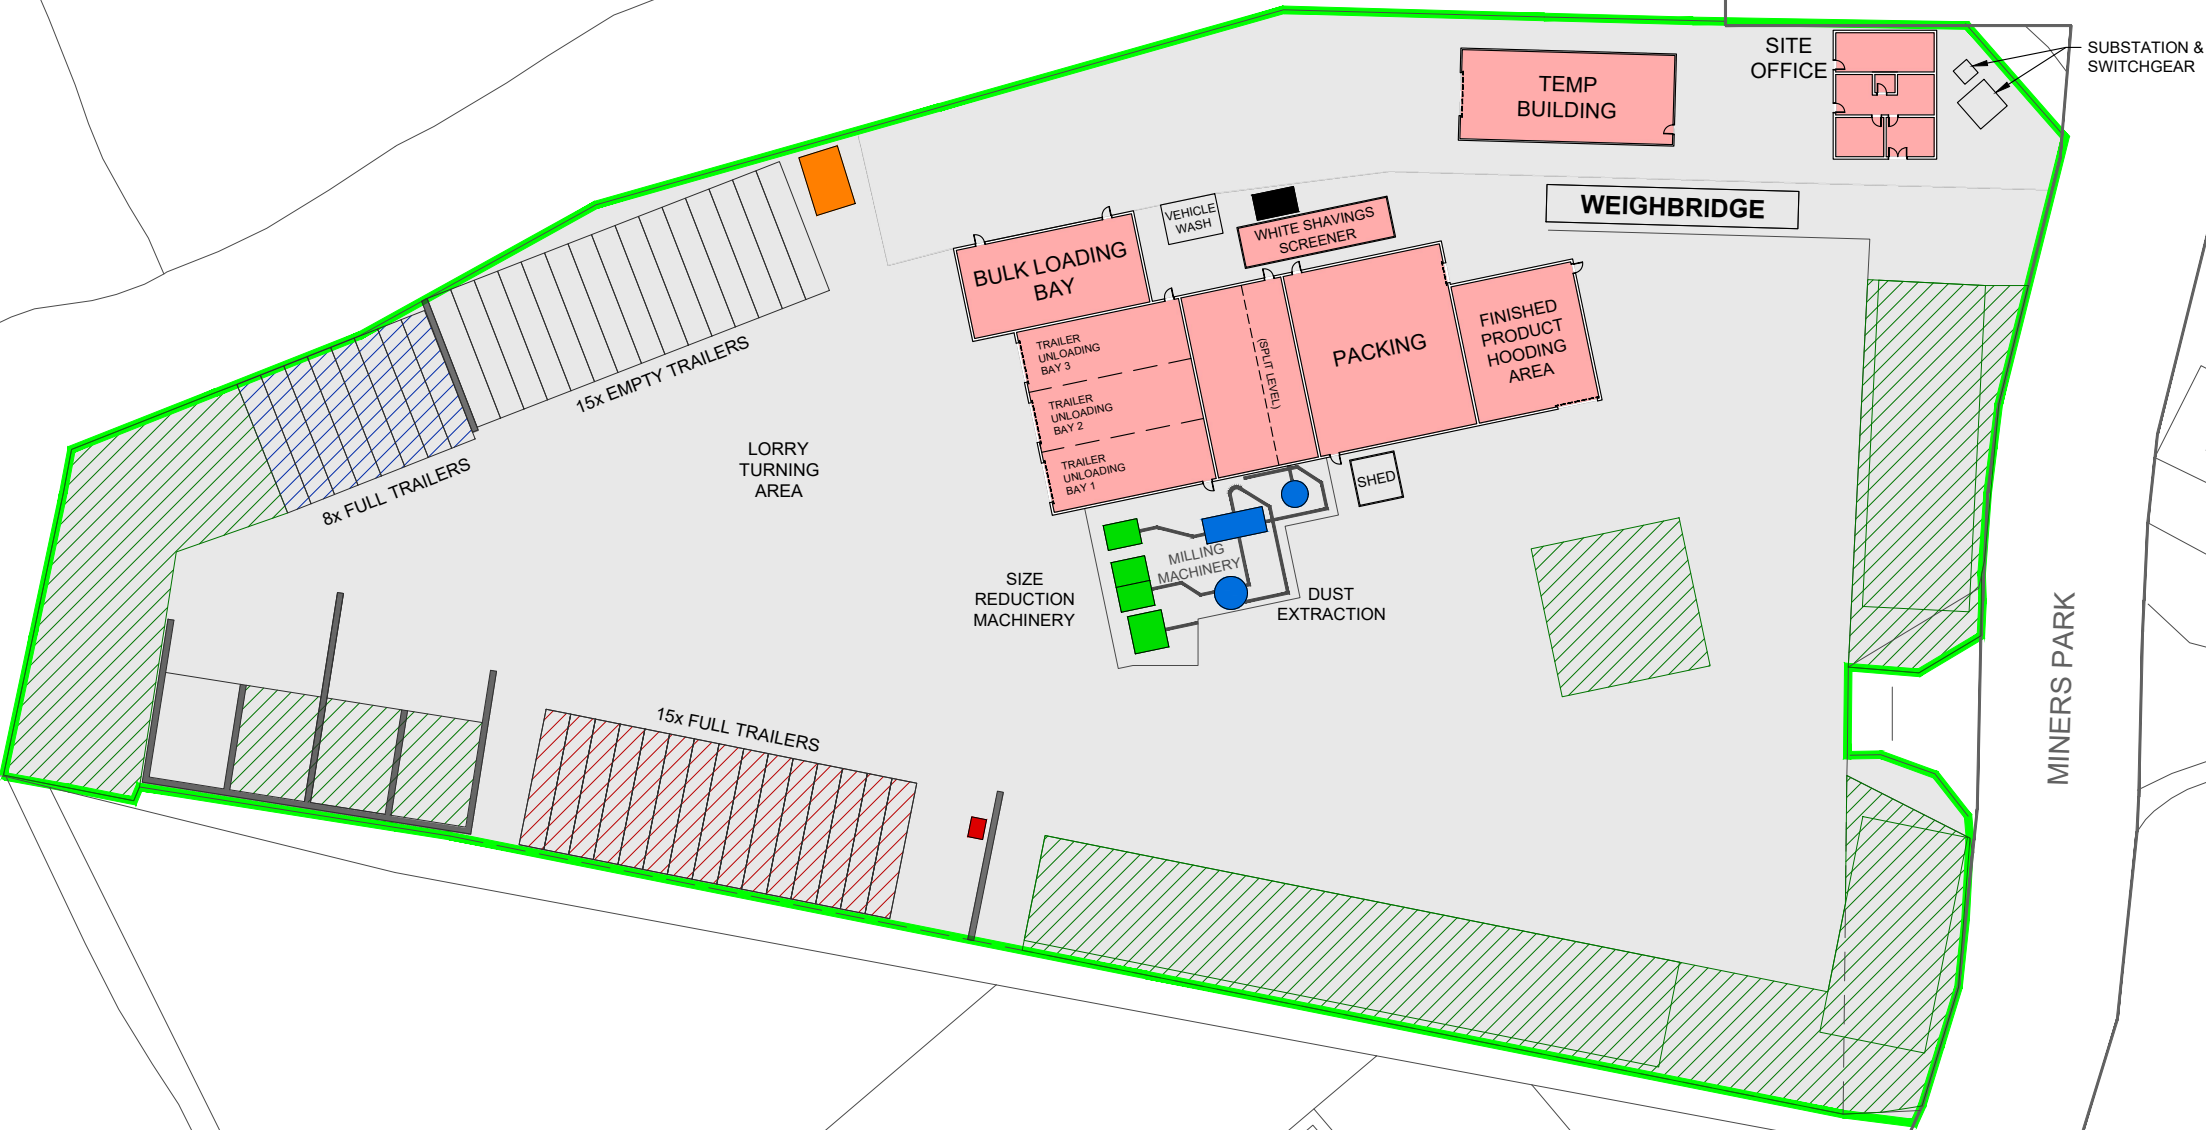 SITE
OFFICE
SUBSTATION &
SWITCHGEAR
TEMP
BUILDING
WEIGHBRIDGE
VEHICLE
WASH
WHITE SHAVINGS
SCREENER
BULK LOADING
BAY
TRAILER
UNLOADING
BAY 3
TRAILER
UNLOADING
BAY 2
TRAILER
UNLOADING
BAY 1
(SPLIT LEVEL)
PACKING
FINISHED
PRODUCT
HOODING
AREA
15x EMPTY TRAILERS
8x FULL TRAILERS
LORRY
TURNING
AREA
SHED
MILLING
MACHINERY
SIZE
REDUCTION
MACHINERY
DUST
EXTRACTION
15x FULL TRAILERS
MINERS PARK